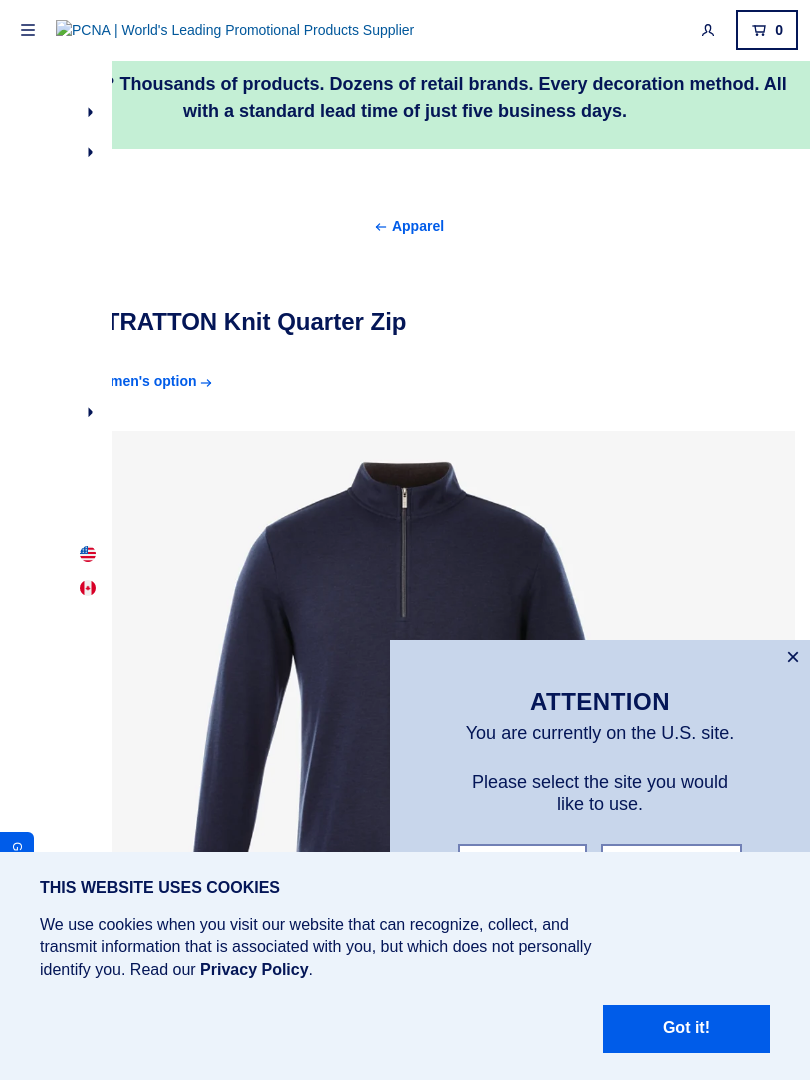 PCNA | World's Leading Promotional Products Supplier
0
? Thousands of products. Dozens of retail brands. Every decoration method. All
with a standard lead time of just five business days.
Apparel
TRATTON Knit Quarter Zip
men's option
ATTENTION
You are currently on the U.S. site.
Please select the site you would
like to use.
G
THIS WEBSITE USES COOKIES
We use cookies when you visit our website that can recognize, collect, and
transmit information that is associated with you, but which does not personally
identify you. Read our Privacy Policy.
Got it!